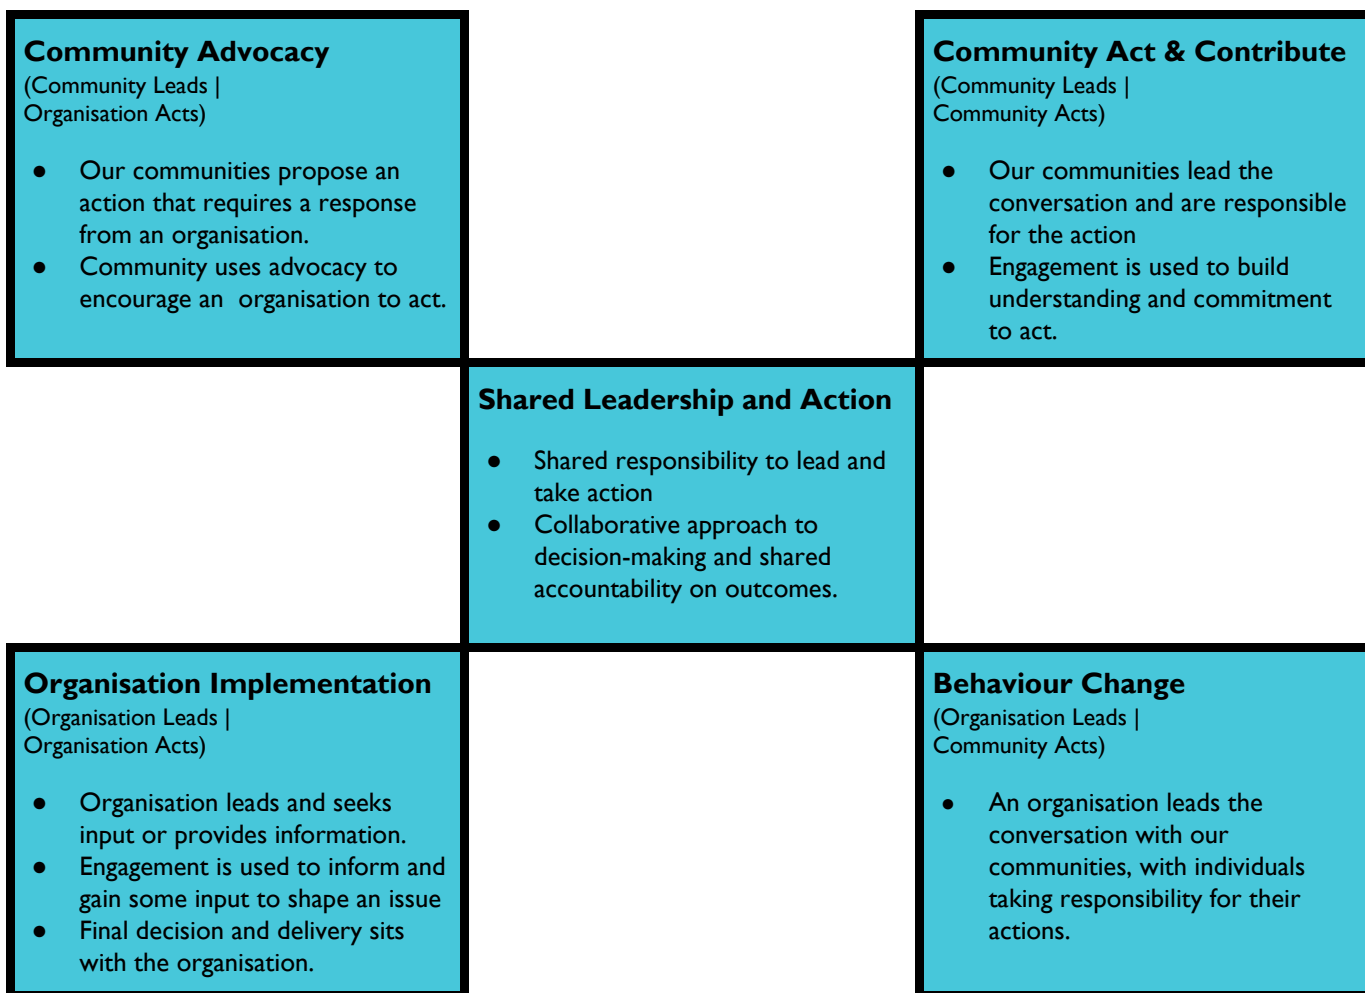 Community Advocacy
(Community Leads |
Organisation Acts)
● Our communities propose an
action that requires a response
from an organisation.
● Community uses advocacy to
encourage an  organisation to act.
Community Act & Contribute
(Community Leads |
Community Acts)
● Our communities lead the
conversation and are responsible
for the action
● Engagement is used to build
understanding and commitment
to act.
Shared Leadership and Action
● Shared responsibility to lead and
take action
● Collaborative approach to
decision-making and shared
accountability on outcomes.
Organisation Implementation
(Organisation Leads |
Organisation Acts)
● Organisation leads and seeks
input or provides information.
● Engagement is used to inform and
gain some input to shape an issue
● Final decision and delivery sits
with the organisation.
Behaviour Change
(Organisation Leads |
Community Acts)
● An organisation leads the
conversation with our
communities, with individuals
taking responsibility for their
actions.